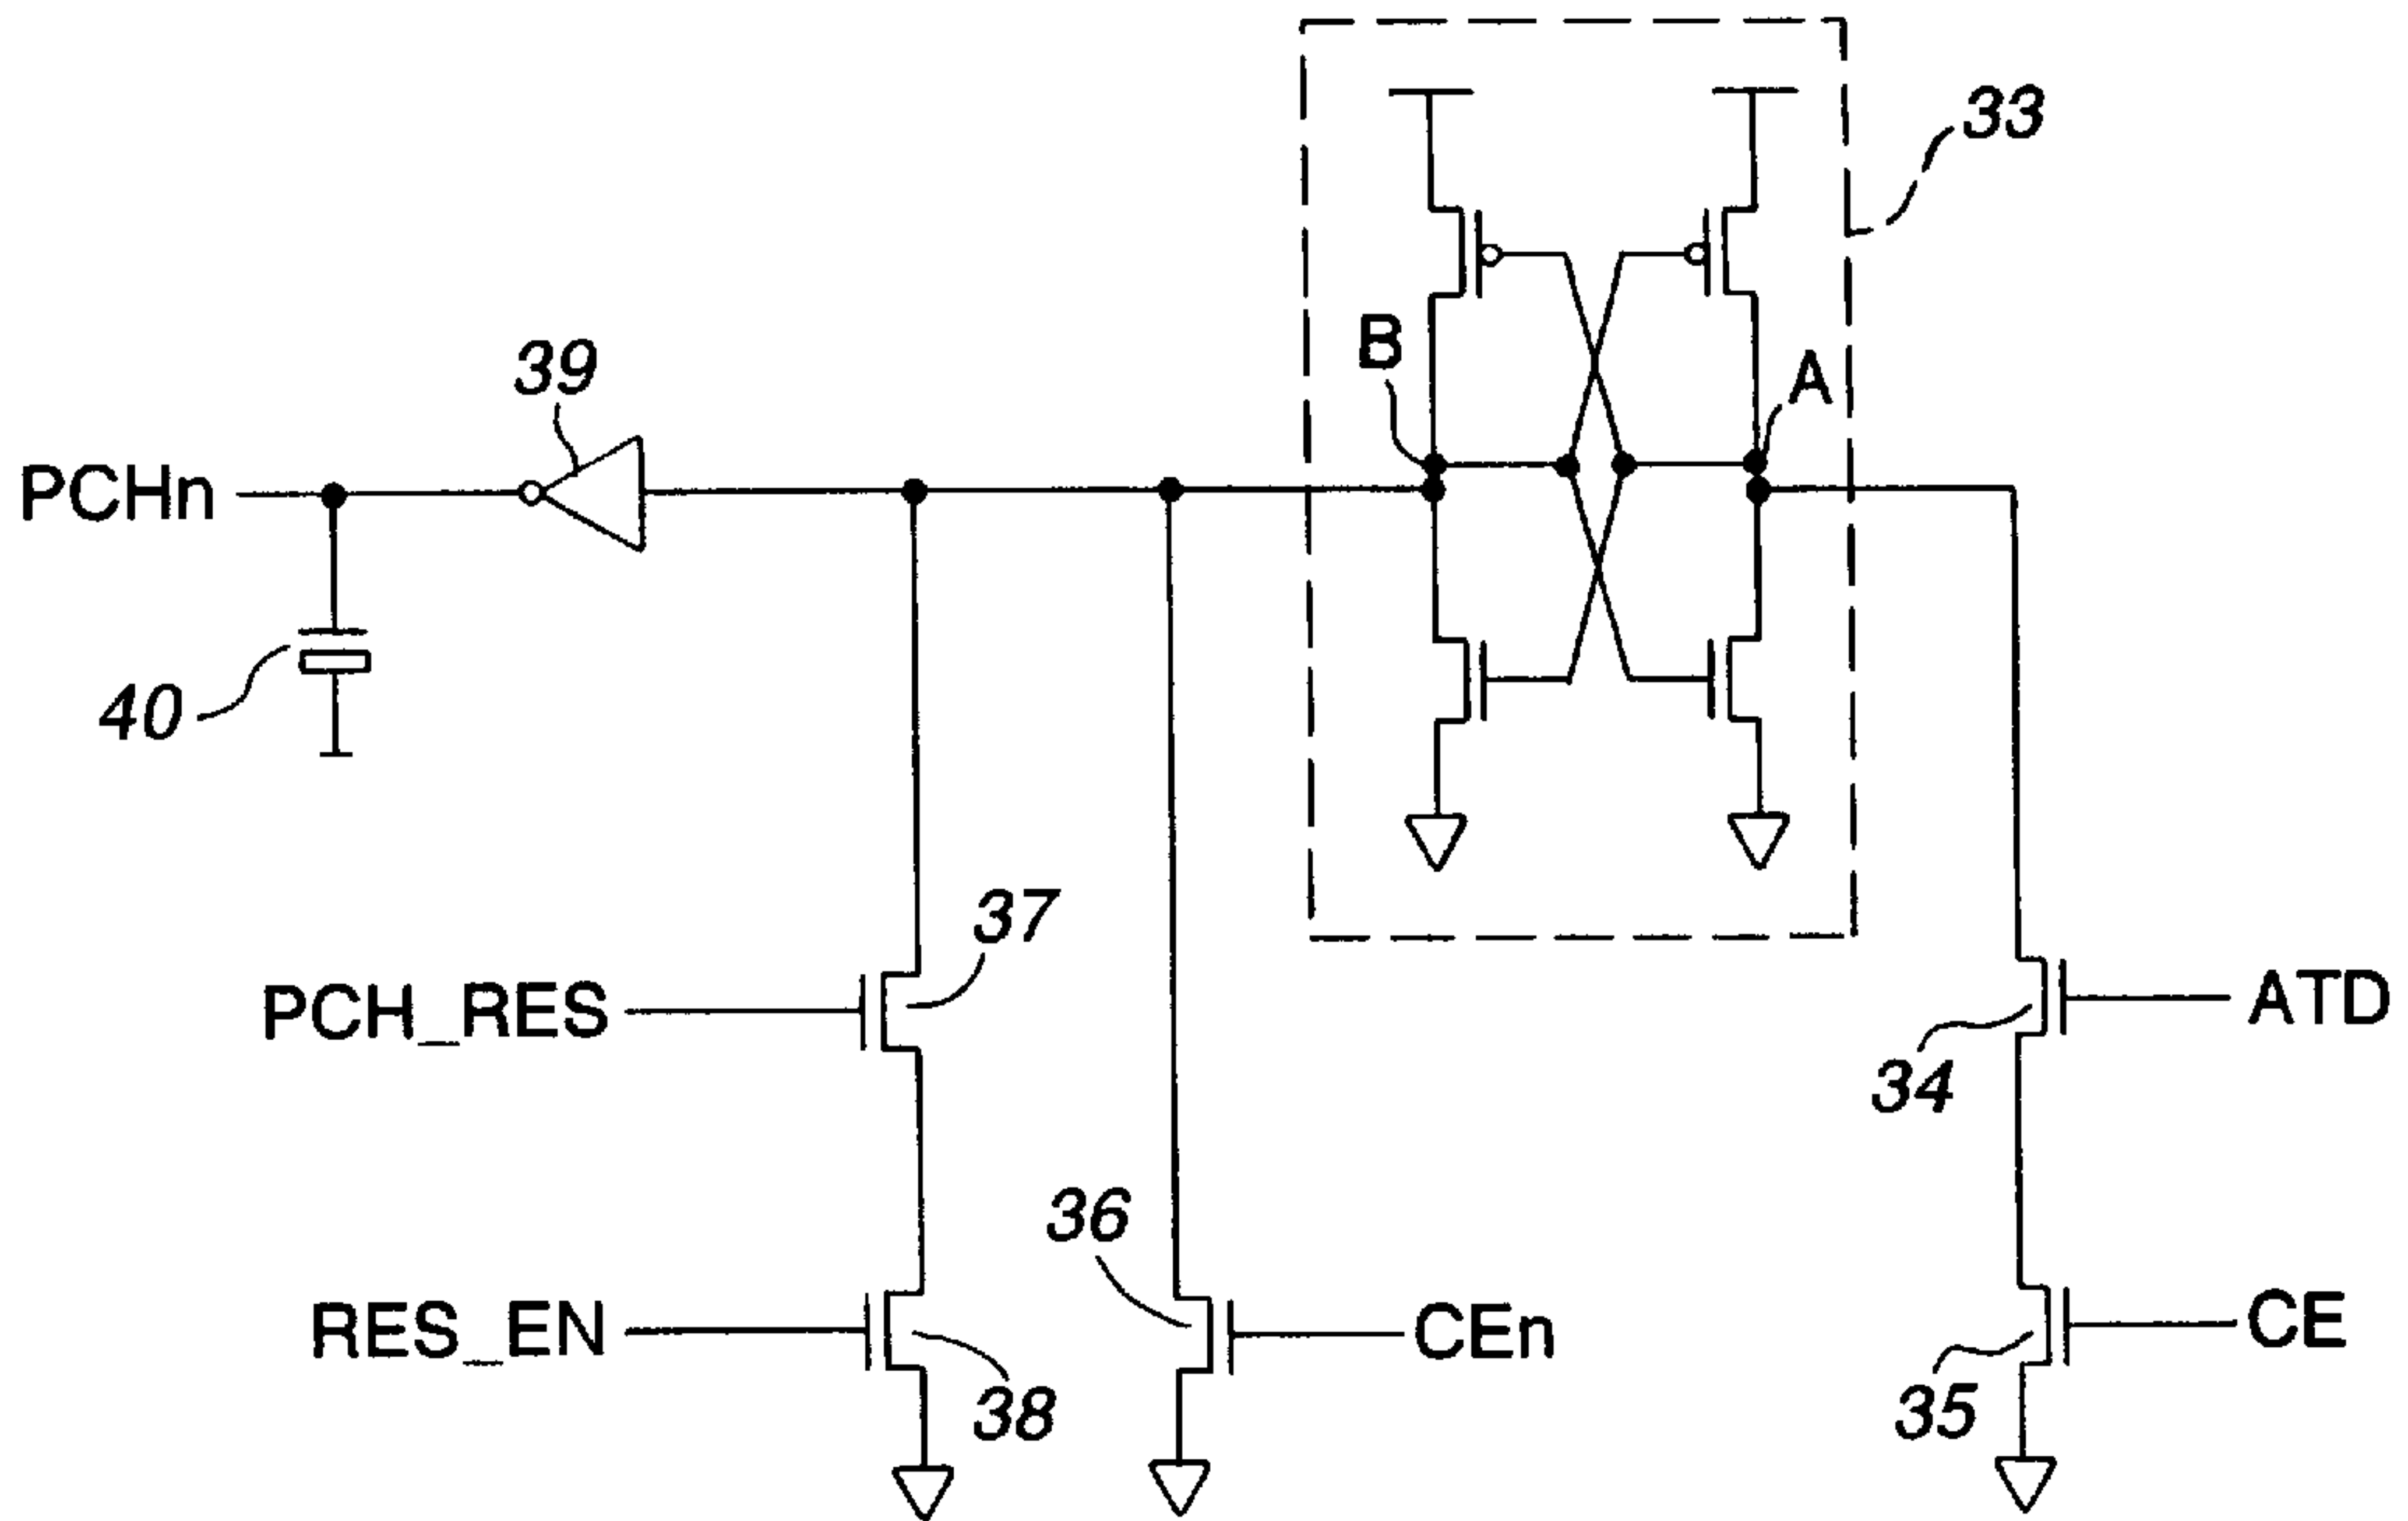 33
B
A
39
PCHn
40
37
PCH_RES
ATD
34
36
RES_EN
CEn
CE
38
35